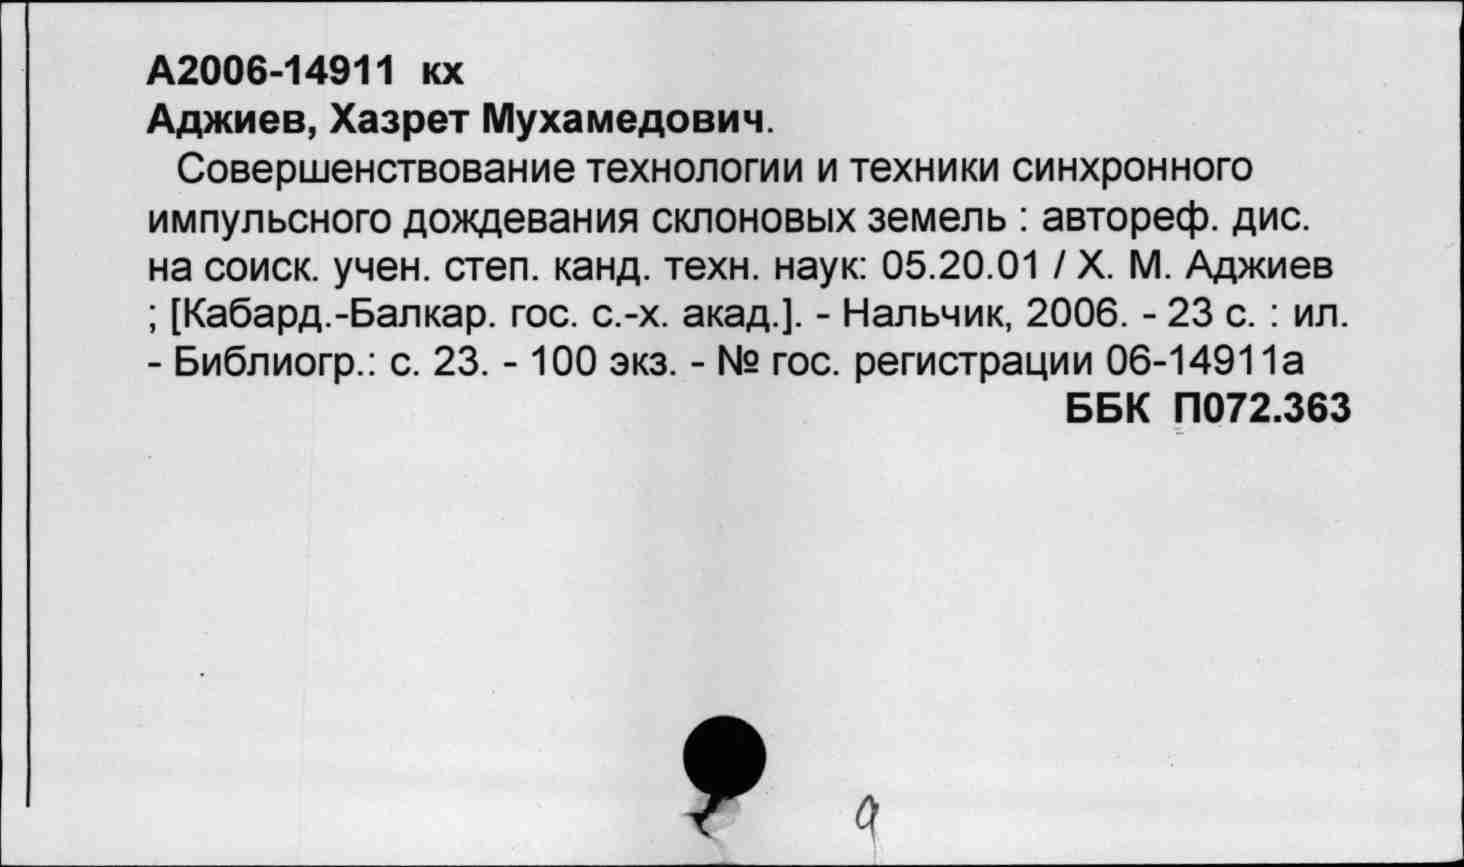 А2006-14911 кх
Аджиев, Хазрет Мухамедович.
Совершенствование технологии и техники синхронного
импульсного дождевания склоновых земель : автореф. дис.
на соиск. учен. степ. канд. техн. наук: 05.20.01 / Х. М. Аджиев
; [Кабард.-Балкар. гос. с.-х. акад.]. - Нальчик, 2006. - 23 с. : ил.
- Библиогр.: с. 23. - 100 экз. - № гос. регистрации 06-14911а
ББК П072.363
9